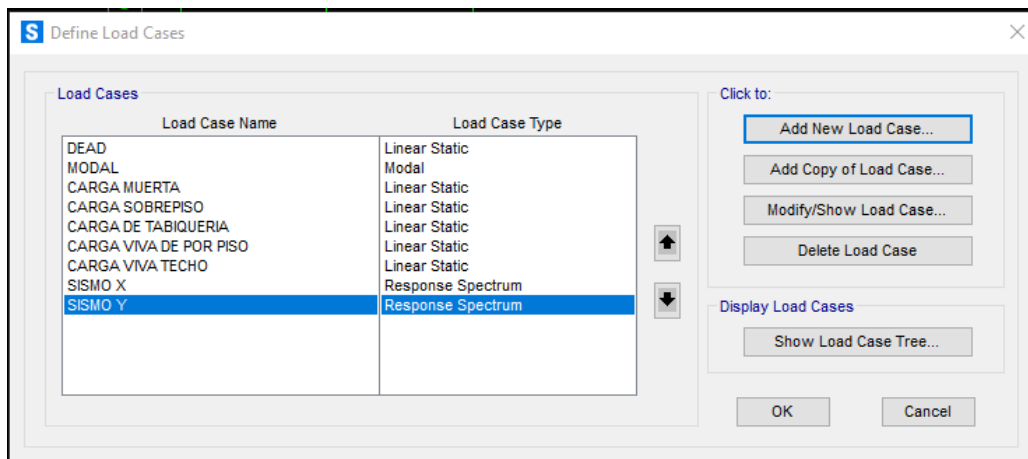 S Define Load Cases
Load Cases
Load Case Name Load Case Type
DEAD Linear Static
MODAL Modal
CARGA MUERTA Linear Static
CARGA SOBREPISO Linear Static
CARGA DE TABIQUERIA Linear Static
CARGA VIVA DE POR PISO Linear Static
CARGA VIVA TECHO Linear Static
SISMO X Response Spectrum
SISMO Y Response Spectrum
Click to:
Add New Load Case...
Add Copy of Load Case...
Modify/Show Load Case...
Delete Load Case
Display Load Cases
Show Load Case Tree...
OK Cancel